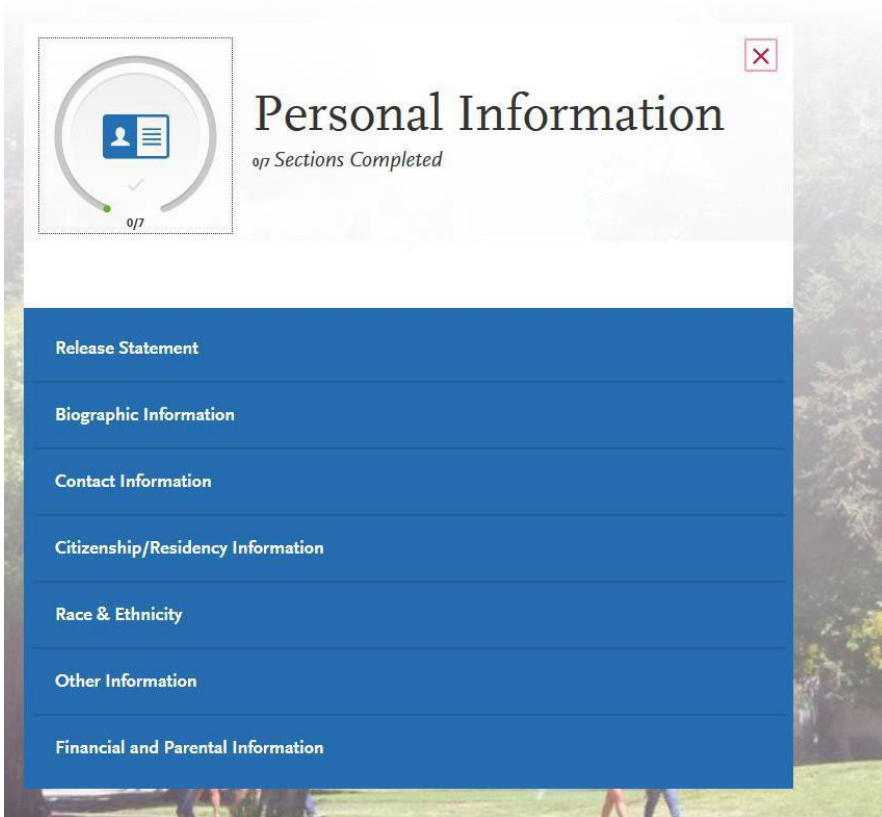 Personal Information
0/7 Sections Completed
0/7
Release Statement
Biographic Information
Contact Information
Citizenship/Residency Information
Race & Ethnicity
Other Information
Financial and Parental Information